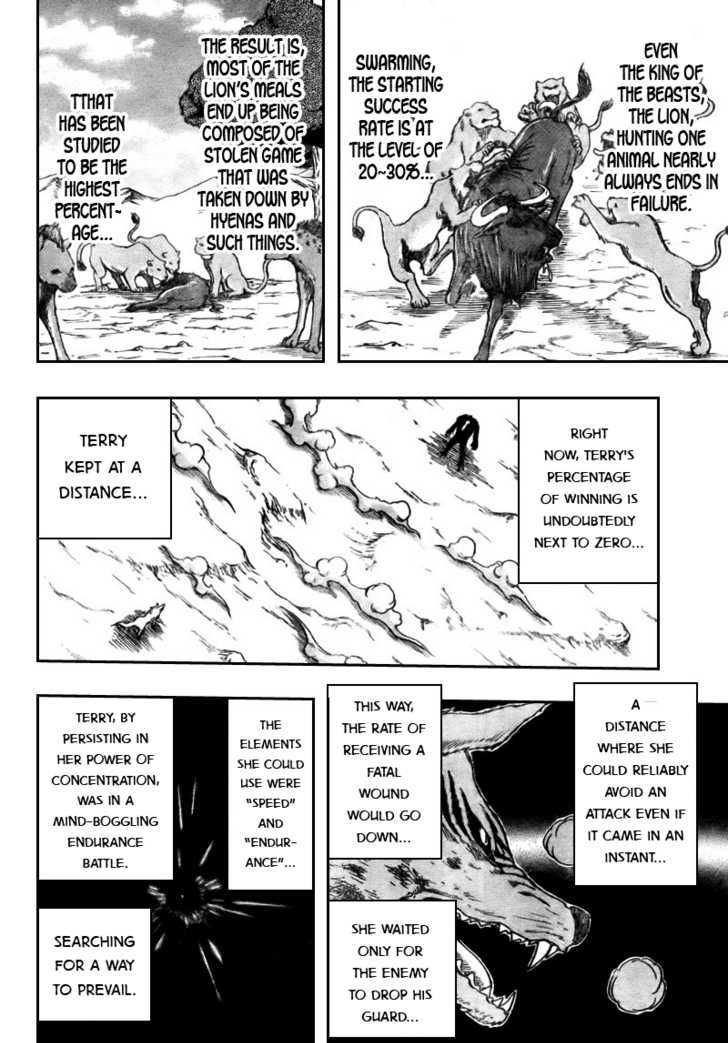 EVEN
THE KING OF
THE BEASTS,
THE LION,
HUNTING ONE
ANIMAL NEARLY
ALWAYS ENDS IN
FAILURE.
SWARMING,
THE STARTING
SUCCESS
RATE IS AT
THE LEVEL OF
20~30%...
THE RESULT IS,
MOST OF THE
LION'S MEALS
END UP BEING
COMPOSED OF
STOLEN GAME
THAT WAS
TAKEN DOWN BY
HYENAS AND
SUCH THINGS.
TTHAT
HAS BEEN
STUDIED
TO BE THE
HIGHEST
PERCENT-
AGE...
RIGHT
NOW, TERRY'S
PERCENTAGE
OF WINNING IS
UNDOUBTEDLY
NEXT TO ZERO...
TERRY
KEPT AT A
DISTANCE...
A
DISTANCE
WHERE SHE
COULD RELIABLY
AVOID AN
ATTACK EVEN IF
IT CAME IN AN
INSTANT...
THIS WAY,
THE RATE OF
RECEIVING A
FATAL
WOUND
WOULD GO
DOWN...
SHE WAITED
ONLY FOR
THE ENEMY
TO DROP HIS
GUARD...
THE
ELEMENTS
SHE COULD
USE WERE
"SPEED"
AND
"ENDUR-
ANCE"...
TERRY, BY
PERSISTING IN
HER POWER OF
CONCENTRATION,
WAS IN A
MIND-BOGGLING
ENDURANCE
BATTLE.
SEARCHING
FOR A WAY
TO PREVAIL.